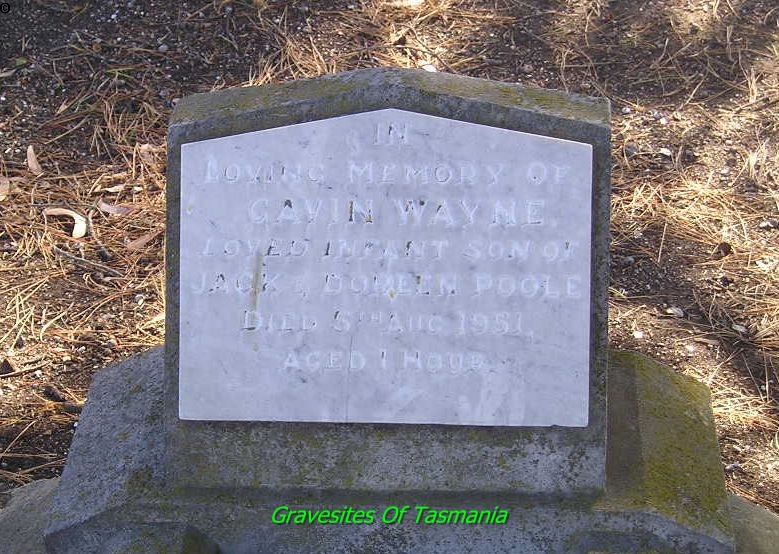 ©
IN
LOVING MEMORY OF
GAVIN WAYNE.
LOVED INFANT SON OF
JACK & DOREEN POOLE
DIED 5TH AUG 1951,
AGED 1 HOUR.
Gravesites Of Tasmania